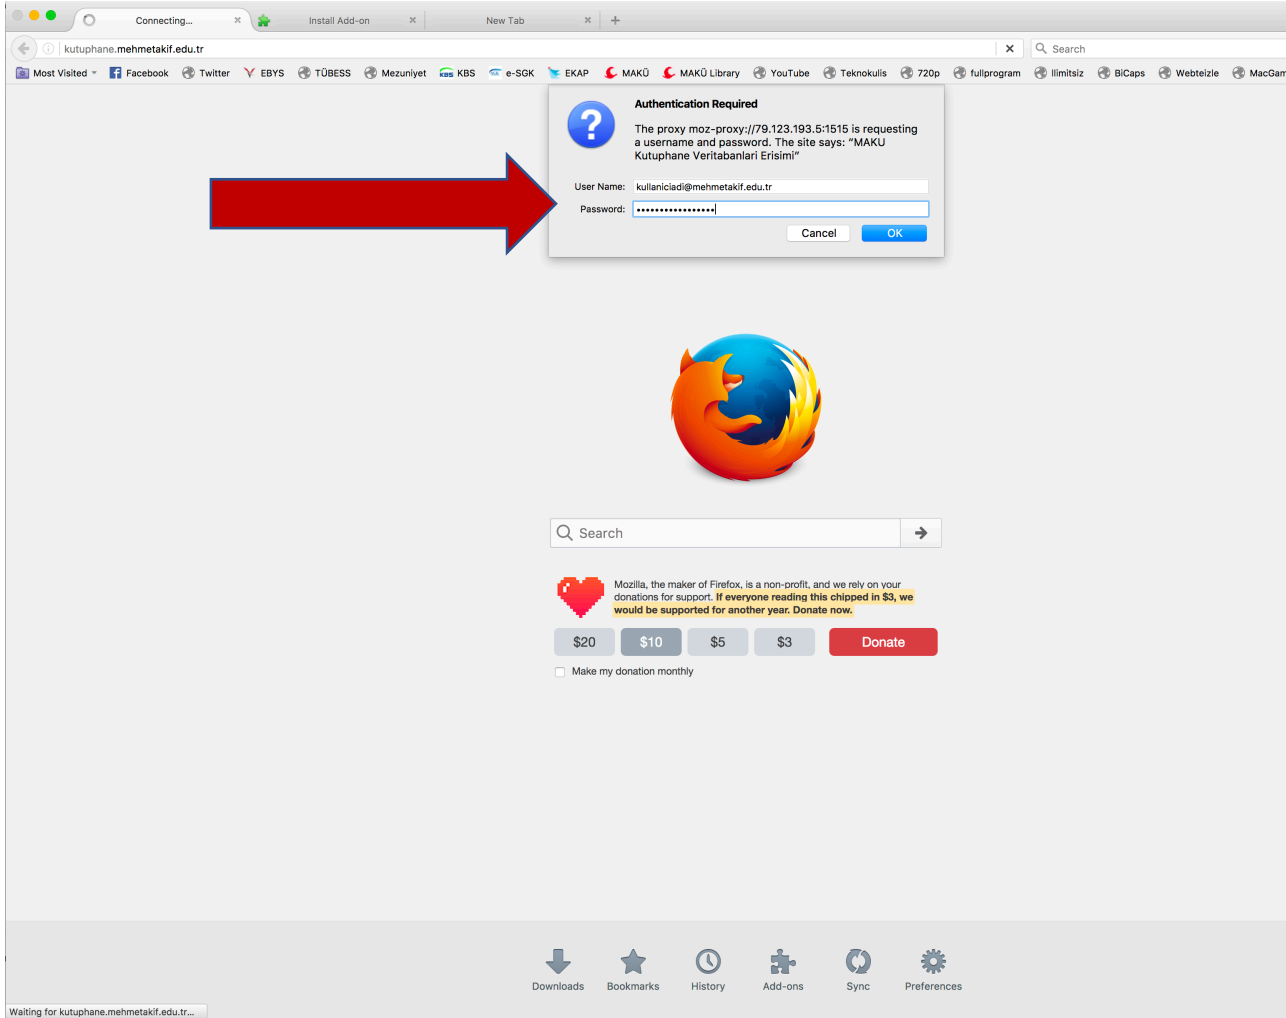 Connecting...
Install Add-on
New Tab
kutuphane.mehmetakif.edu.tr
Search
Most Visited
Facebook
Twitter
EBYS
TÜBESS
Mezuniyet
KBS KBS
e-SGK
EKAP
MAKÜ
MAKÜ Library
YouTube
Teknokulis
720p
fullprogram
Ilimitsiz
BiCaps
Webteizle
MacGam
Authentication Required
The proxy moz-proxy://79.123.193.5:1515 is requesting
a username and password. The site says: “MAKU
Kutuphane Veritabanlari Erisimi”
User Name: kullaniciadi@mehmetakif.edu.tr
Password: •••••••••••••••••
Cancel
OK
Search
Mozilla, the maker of Firefox, is a non-profit, and we rely on your
donations for support. If everyone reading this chipped in $3, we
would be supported for another year. Donate now.
$20
$10
$5
$3
Donate
Make my donation monthly
Downloads
Bookmarks
History
Add-ons
Sync
Preferences
Waiting for kutuphane.mehmetakif.edu.tr...